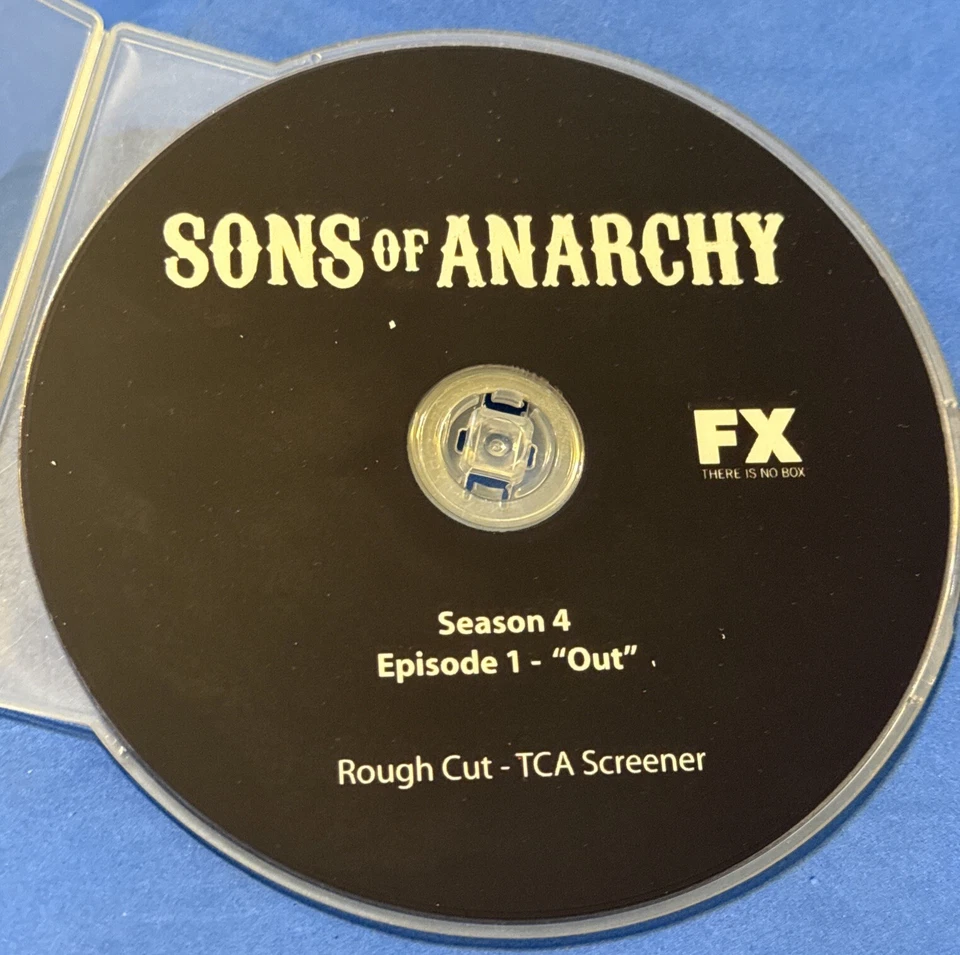 SONS OF ANARCHY
FX
THERE IS NO BOX
Season 4
Episode 1 - “Out”
Rough Cut - TCA Screener